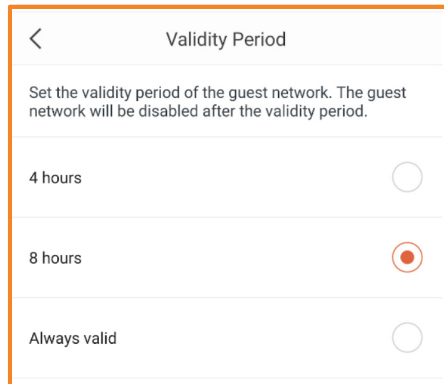 Validity Period
Set the validity period of the guest network. The guest
network will be disabled after the validity period.
4 hours
8 hours
Always valid